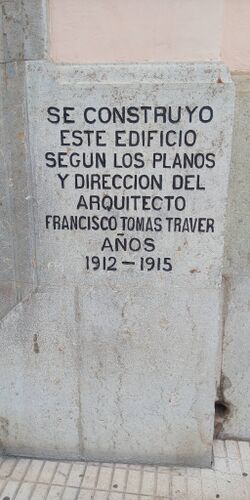 SE CONSTRUYO
ESTE EDIFICIO
SEGUN LOS PLANOS
Y DIRECCION DEL
ARQUITECTO
FRANCISCO TOMAS TRAVER
AÑOS
1912 - 1915